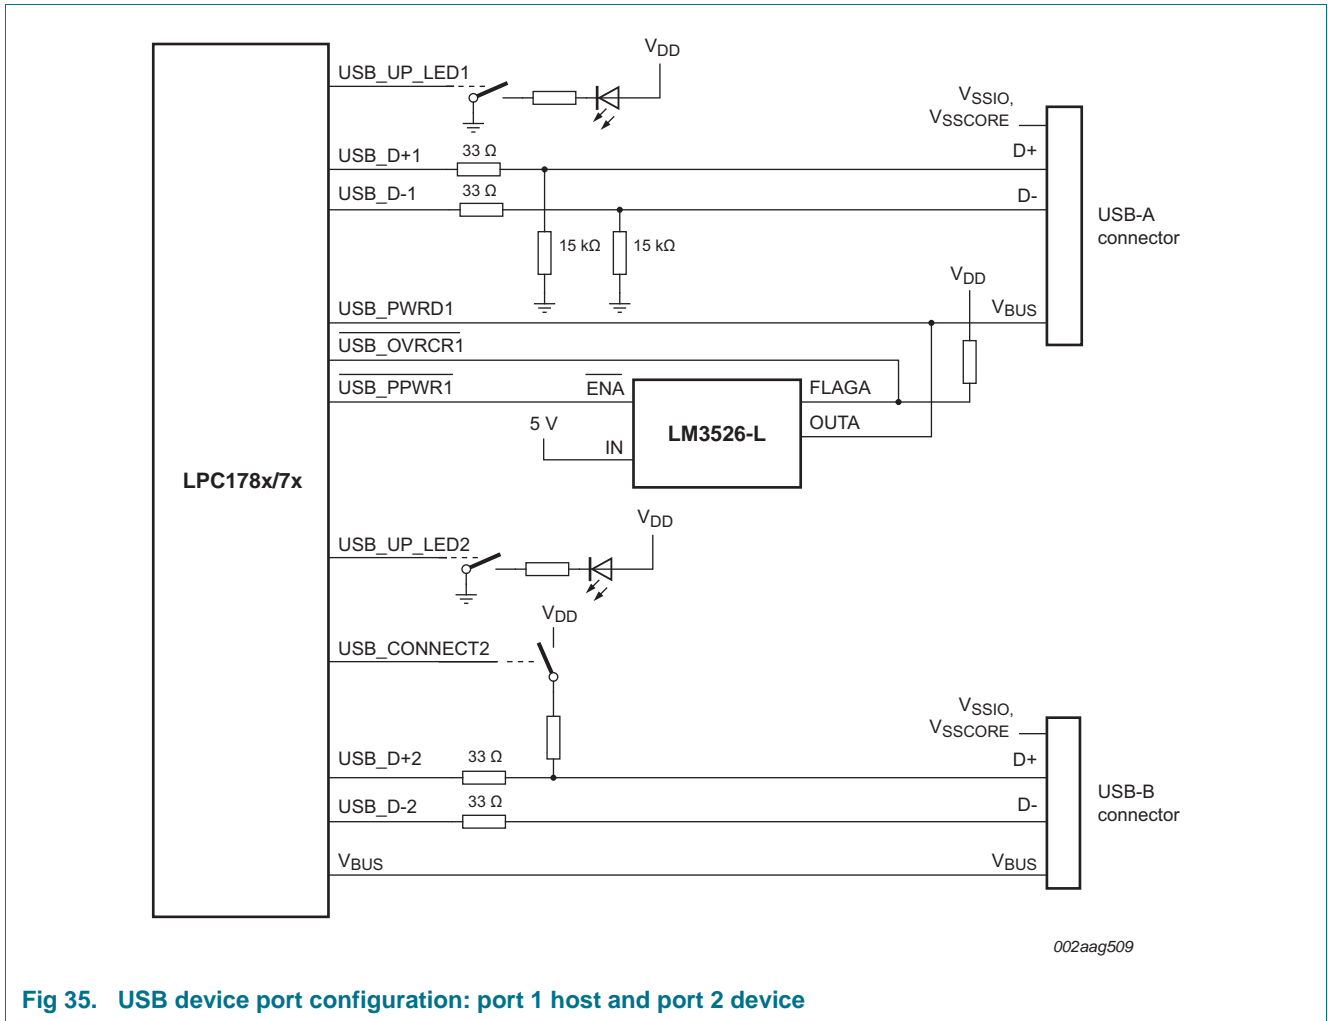 VDD
USB_UP_LED1
VSSIO,
VSSCORE
USB_D+1
33 Ω
D+
USB_D-1
33 Ω
D-
USB-A
connector
15 kΩ
15 kΩ
VDD
USB_PWRD1
VBUS
USB_OVRCR1
USB_PPWR1
ENA
FLAGA
5 V
LM3526-L
OUTA
IN
LPC178x/7x
VDD
USB_UP_LED2
VDD
USB_CONNECT2
VSSIO,
VSSCORE
USB_D+2
33 Ω
D+
USB-B
connector
USB_D-2
33 Ω
D-
VBUS
VBUS
002aag509
Fig 35. USB device port configuration: port 1 host and port 2 device